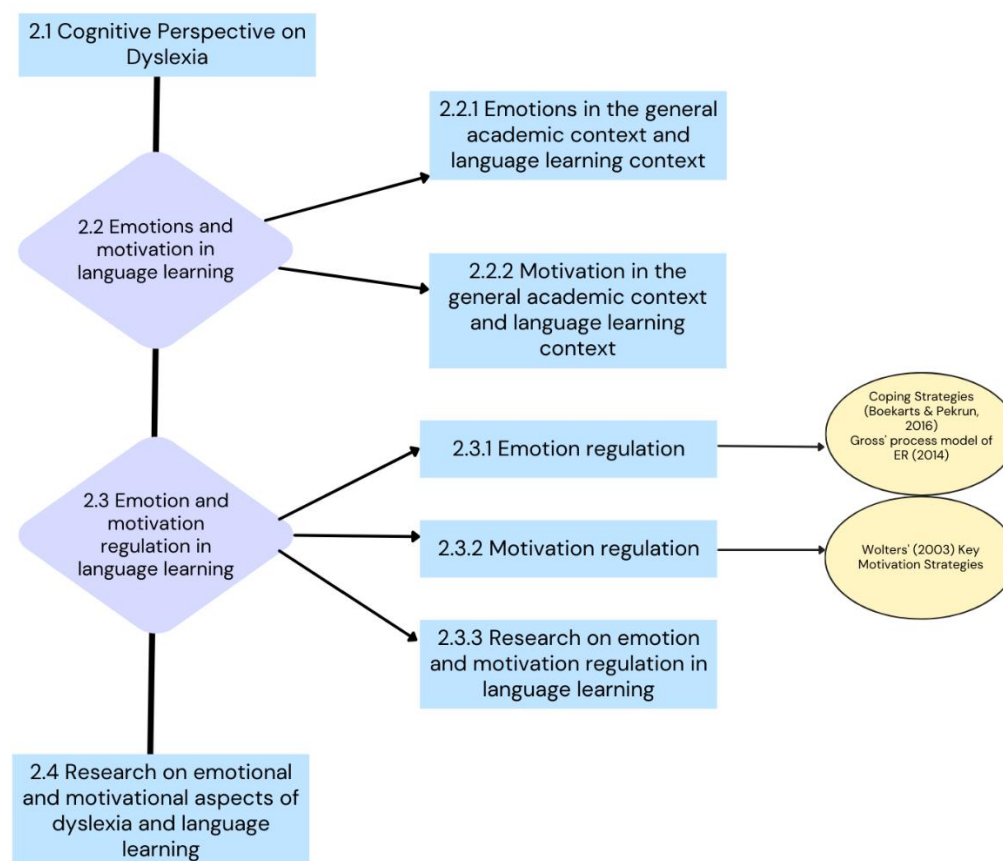 2.1 Cognitive Perspective on
Dyslexia
2.2.1 Emotions in the general
academic context and
language learning context
2.2 Emotions and
motivation in
language learning
2.2.2 Motivation in the
general academic context
and language learning
context
2.3 Emotion and
motivation
regulation in
language learning
2.3.1 Emotion regulation
Coping Strategies
(Boekarts & Pekrun,
2016)
Gross' process model of
ER (2014)
2.3.2 Motivation regulation
Wolters' (2003) Key
Motivation Strategies
2.3.3 Research on emotion
and motivation regulation in
language learning
2.4 Research on emotional
and motivational aspects of
dyslexia and language
learning